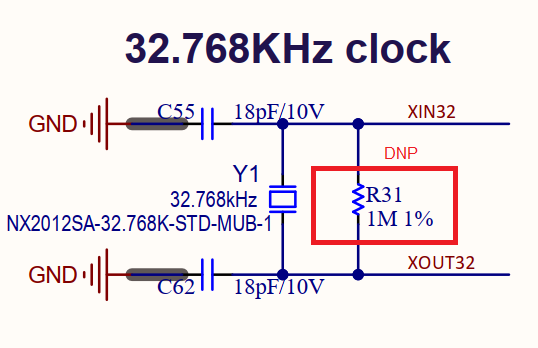 32.768KHz clock
GND
C55
18pF/10V
XIN32
DNP
Y1
32.768kHz
NX2012SA-32.768K-STD-MUB-1
R31
1M 1%
GND
C62
18pF/10V
XOUT32